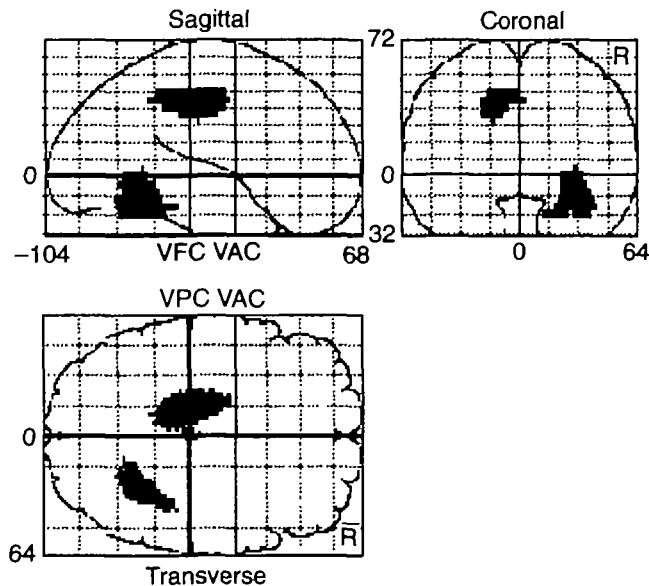 Sagittal
Coronal
72
R
0
0
32
-104
VFC VAC
68
0
64
VPC VAC
0
R
64
Transverse